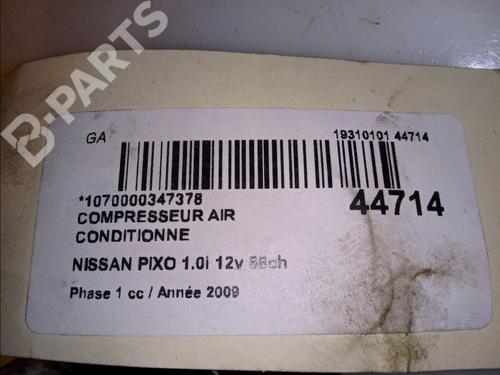 B-PARTS
GA
19310101 44714
*1070000347378
44714
COMPRESSEUR AIR
CONDITIONNE
NISSAN PIXO 1.0i 12v 68ch
Phase 1 cc / Année 2009